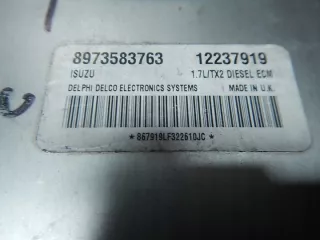 8973583763 12237919
ISUZU 1.7L/TX2 DIESEL ECM
DELPHI DELCO ELECTRONICS SYSTEMS MADE IN U.K.
* 867919LF322610JC *